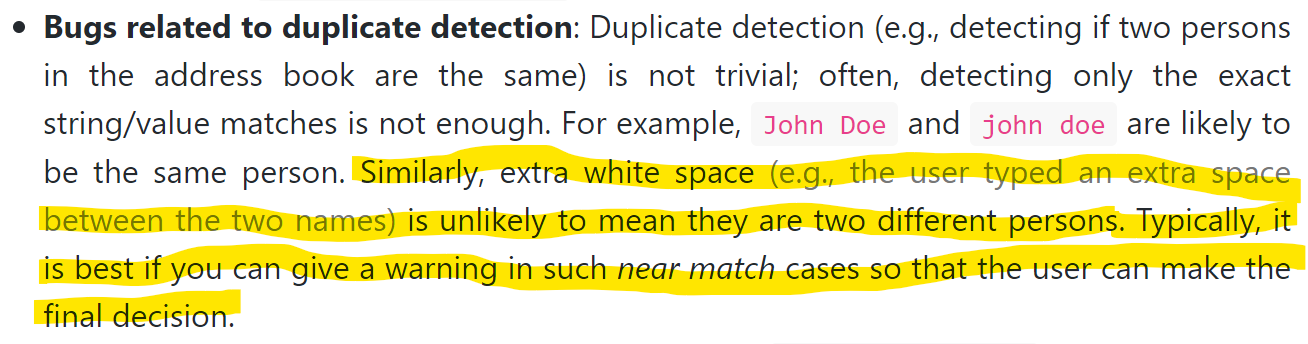 • Bugs related to duplicate detection: Duplicate detection (e.g., detecting if two persons
in the address book are the same) is not trivial; often, detecting only the exact
string/value matches is not enough. For example, John Doe and john doe are likely to
be the same person. Similarly, extra white space (e.g., the user typed an extra space
between the two names) is unlikely to mean they are two different persons. Typically, it
is best if you can give a warning in such near match cases so that the user can make the
final decision.